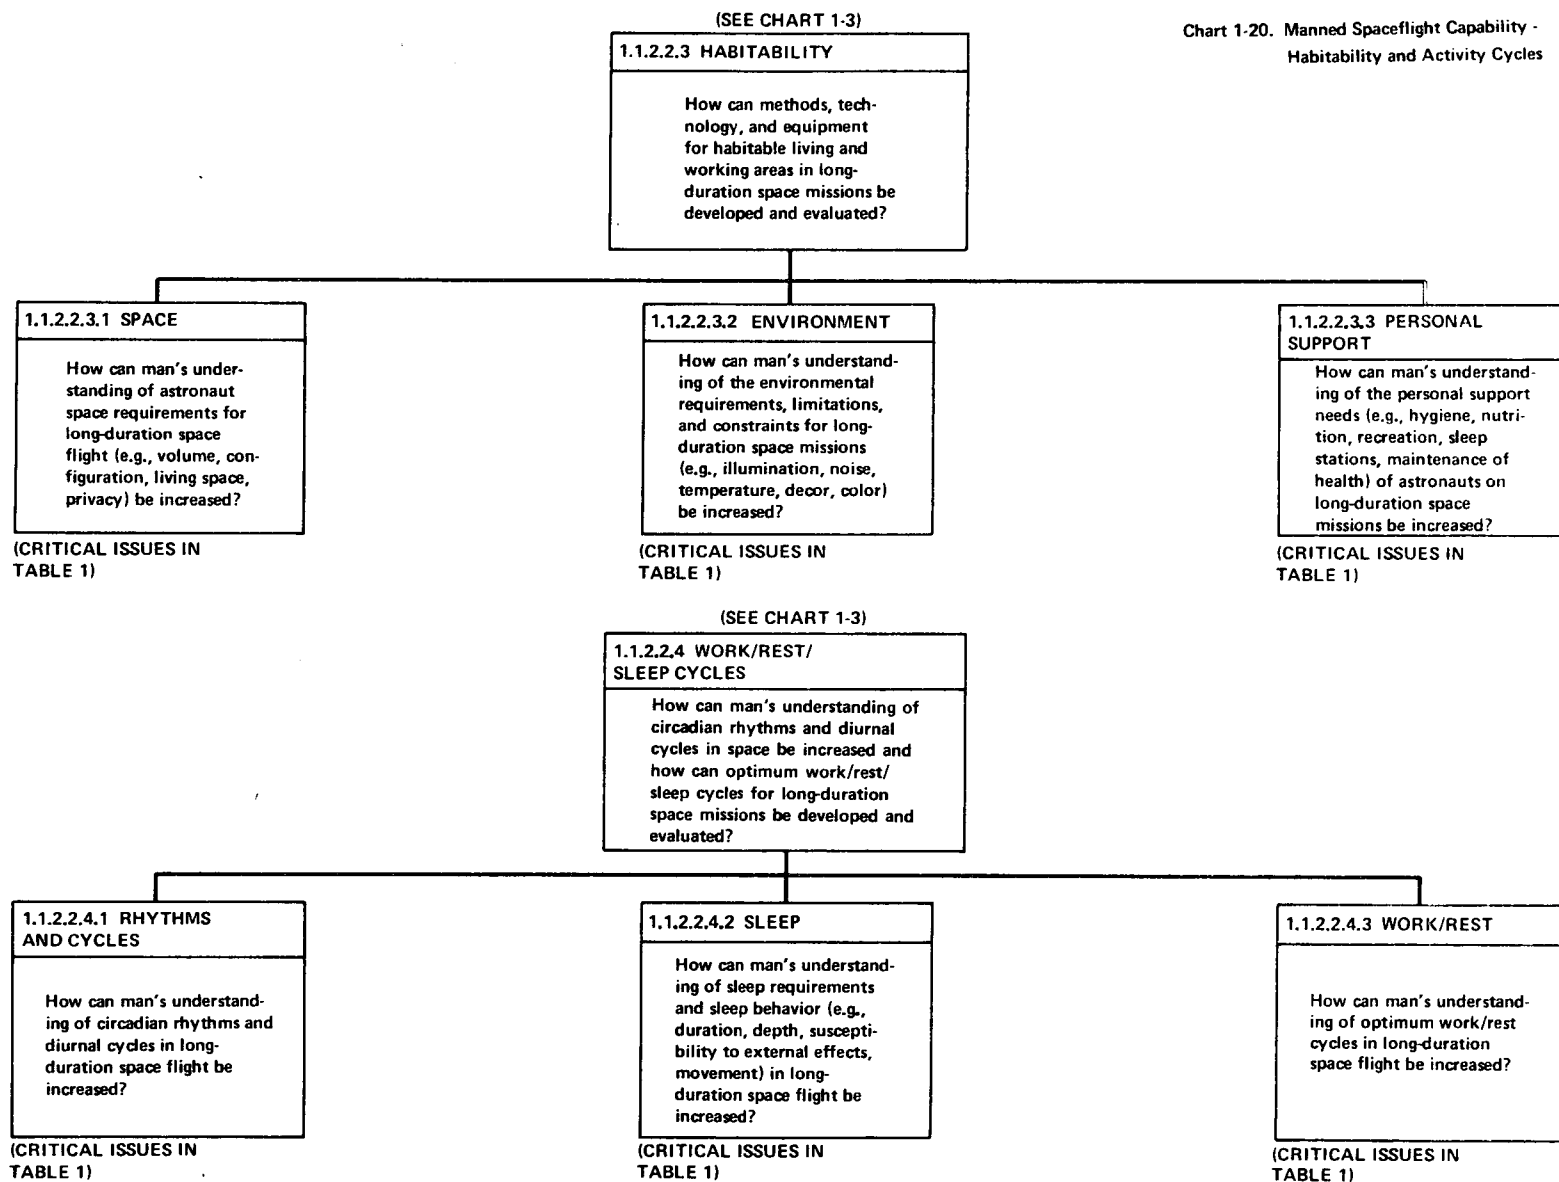 (SEE CHART 1-3)
Chart 1-20. Manned Spaceflight Capability -
Habitability and Activity Cycles
1.1.2.2.3 HABITABILITY
How can methods, tech-
nology, and equipment
for habitable living and
working areas in long-
duration space missions be
developed and evaluated?
1.1.2.2.3.1 SPACE
How can man's under-
standing of astronaut
space requirements for
long-duration space
flight (e.g., volume, con-
figuration, living space,
privacy) be increased?
(CRITICAL ISSUES IN
TABLE 1)
1.1.2.2.3.2 ENVIRONMENT
How can man's understand-
ing of the environmental
requirements, limitations,
and constraints for long-
duration space missions
(e.g., illumination, noise,
temperature, decor, color)
be increased?
(CRITICAL ISSUES IN
TABLE 1)
1.1.2.2.3.3 PERSONAL
SUPPORT
How can man's understand-
ing of the personal support
needs (e.g., hygiene, nutri-
tion, recreation, sleep
stations, maintenance of
health) of astronauts on
long-duration space
missions be increased?
(CRITICAL ISSUES IN
TABLE 1)
(SEE CHART 1-3)
1.1.2.2.4 WORK/REST/
SLEEP CYCLES
How can man's understanding of
circadian rhythms and diurnal
cycles in space be increased and
how can optimum work/rest/
sleep cycles for long-duration
space missions be developed and
evaluated?
1.1.2.2.4.1 RHYTHMS
AND CYCLES
How can man's understand-
ing of circadian rhythms and
diurnal cycles in long-
duration space flight be
increased?
(CRITICAL ISSUES IN
TABLE 1)
1.1.2.2.4.2 SLEEP
How can man's understand-
ing of sleep requirements
and sleep behavior (e.g.,
duration, depth, suscepti-
bility to external effects,
movement) in long-
duration space flight be
increased?
(CRITICAL ISSUES IN
TABLE 1)
1.1.2.2.4.3 WORK/REST
How can man's understand-
ing of optimum work/rest
cycles in long-duration
space flight be increased?
(CRITICAL ISSUES IN
TABLE 1)